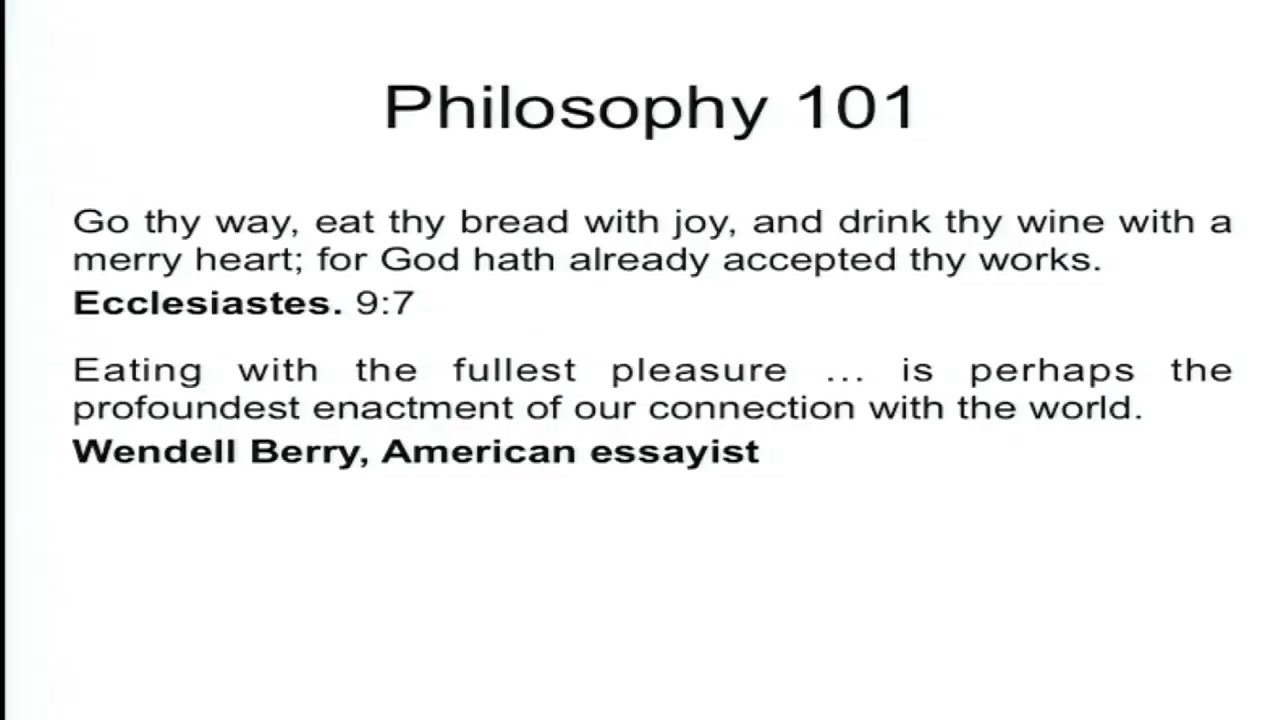 Philosophy 101
Go thy way, eat thy bread with joy, and drink thy wine with a
merry heart; for God hath already accepted thy works.
Ecclesiastes. 9:7
Eating with the fullest pleasure … is perhaps the
profoundest enactment of our connection with the world.
Wendell Berry, American essayist